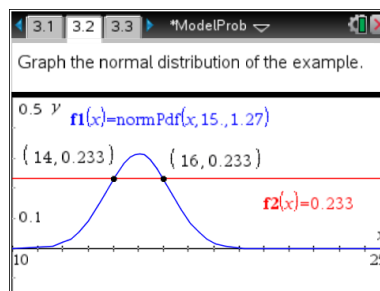 3.1 3.2 3.3 *ModelProb
Graph the normal distribution of the example.
0.5 y
f1(x)=normPdf(x,15.,1.27)
(14,0.233) (16,0.233)
f2(x)=0.233
0.1
x
10 25